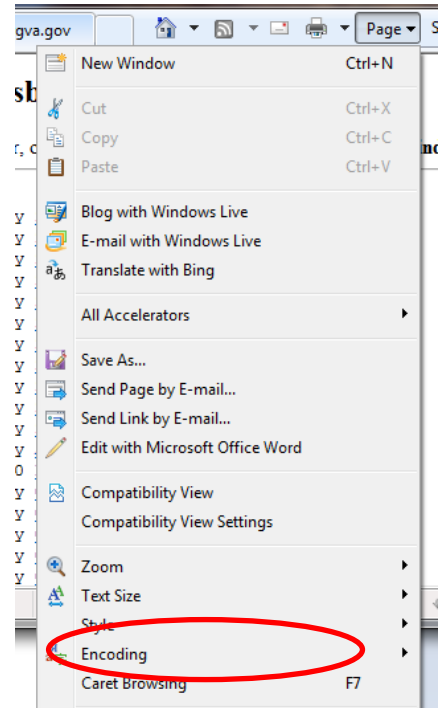 gva.gov Page S
New Window Ctrl+N
sb
Cut Ctrl+X
r, c Copy Ctrl+C
Paste Ctrl+V
y Blog with Windows Live
y E-mail with Windows Live
y Translate with Bing
y
y All Accelerators
y
y Save As...
y Send Page by E-mail...
y Send Link by E-mail...
y Edit with Microsoft Office Word
0
y Compatibility View
y Compatibility View Settings
y
y Zoom
y Text Size
Style
Encoding
Caret Browsing F7